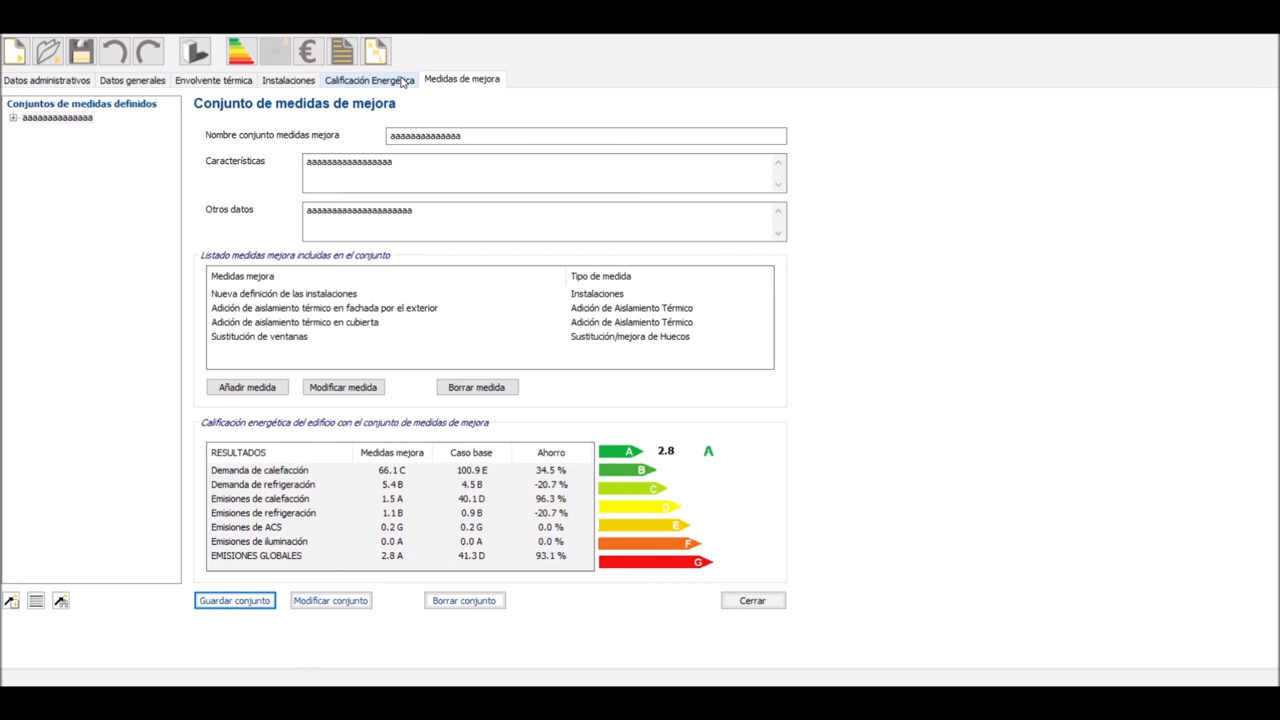 Datos administrativos Datos generales Envolvente térmica Instalaciones Calificación Energética Medidas de mejora
Conjuntos de medidas definidos
aaaaaaaaaaaaaa
Conjunto de medidas de mejora
Nombre conjunto medidas mejora aaaaaaaaaaaaaa
Características aaaaaaaaaaaaaaaaa
Otros datos aaaaaaaaaaaaaaaaaaaaa
Listado medidas mejora incluidas en el conjunto
Medidas mejora Tipo de medida
Nueva definición de las instalaciones Instalaciones
Adición de aislamiento térmico en fachada por el exterior Adición de Aislamiento Térmico
Adición de aislamiento térmico en cubierta Adición de Aislamiento Térmico
Sustitución de ventanas Sustitución/mejora de Huecos
Añadir medida Modificar medida Borrar medida
Calificación energética del edificio con el conjunto de medidas de mejora
RESULTADOS Medidas mejora Caso base Ahorro A 2.8 A
Demanda de calefacción 66.1 C 100.9 E 34.5 % B
Demanda de refrigeración 5.4 B 4.5 B -20.7 % C
Emisiones de calefacción 1.5 A 40.1 D 96.3 % D
Emisiones de refrigeración 1.1 B 0.9 B -20.7 %
Emisiones de ACS 0.2 G 0.2 G 0.0 % E
Emisiones de iluminación 0.0 A 0.0 A 0.0 % F
EMISIONES GLOBALES 2.8 A 41.3 D 93.1 % G
Guardar conjunto Modificar conjunto Borrar conjunto Cerrar